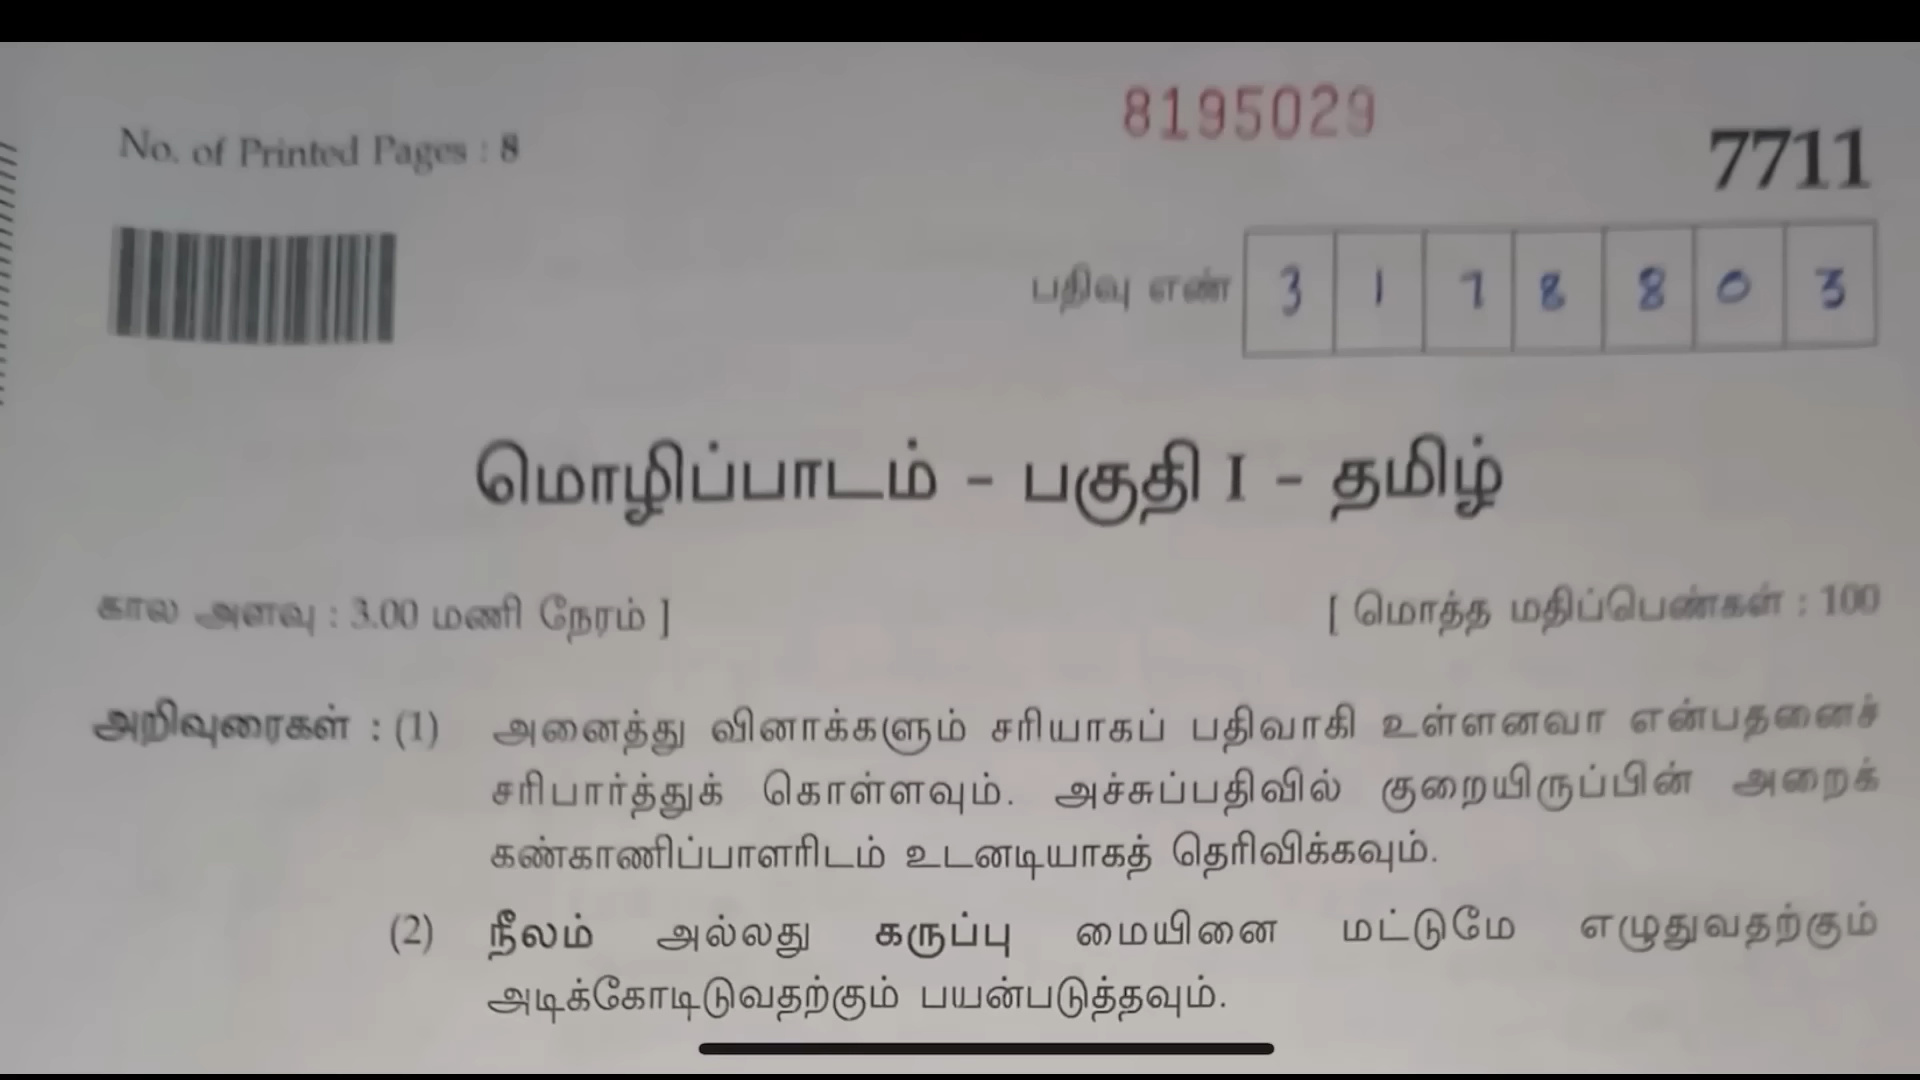 8195029
No. of Printed Pages : 8
7711
பதிவு எண் 3 1 7 8 8 0 3
மொழிப்பாடம் - பகுதி I - தமிழ்
கால அளவு : 3.00 மணி நேரம் ]
[ மொத்த மதிப்பெண்கள் : 100
அறிவுரைகள் : (1) அனைத்து வினாக்களும் சரியாகப் பதிவாகி உள்ளனவா என்பதனைச்
சரிபார்த்துக் கொள்ளவும். அச்சுப்பதிவில் குறையிருப்பின் அறைக்
கண்காணிப்பாளரிடம் உடனடியாகத் தெரிவிக்கவும்.
(2) நீலம் அல்லது கருப்பு மையினை மட்டுமே எழுதுவதற்கும்
அடிக்கோடிடுவதற்கும் பயன்படுத்தவும்.